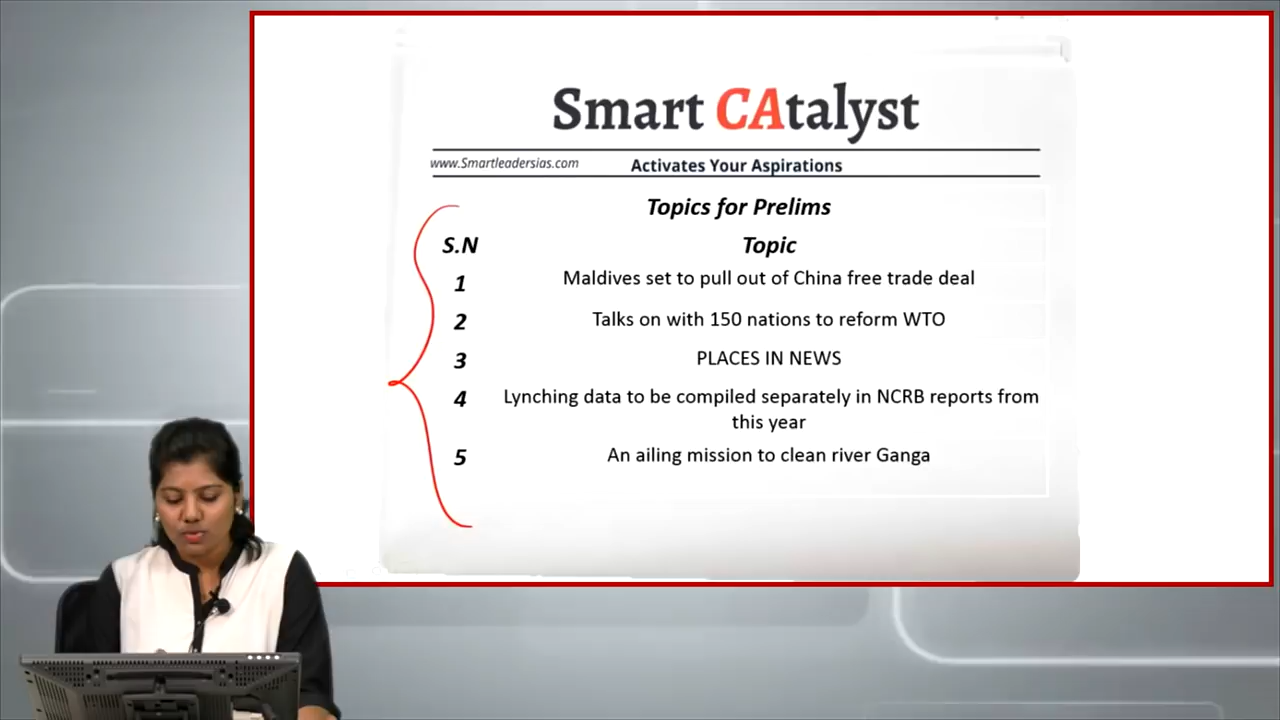 Smart CAtalyst
www.Smartleadersias.com Activates Your Aspirations
Topics for Prelims
S.N Topic
1 Maldives set to pull out of China free trade deal
2 Talks on with 150 nations to reform WTO
3 PLACES IN NEWS
4 Lynching data to be compiled separately in NCRB reports from
this year
5 An ailing mission to clean river Ganga